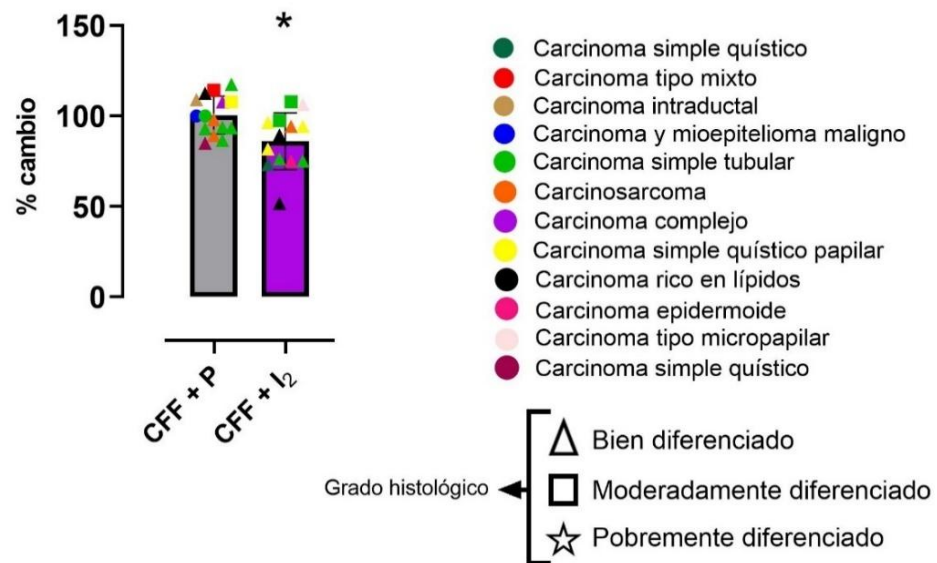 150
100
50
0
% cambio
*
CFF + P
CFF + I₂
Carcinoma simple quístico
Carcinoma tipo mixto
Carcinoma intraductal
Carcinoma y mioepitelioma maligno
Carcinoma simple tubular
Carcinosarcoma
Carcinoma complejo
Carcinoma simple quístico papilar
Carcinoma rico en lípidos
Carcinoma epidermoide
Carcinoma tipo micropapilar
Carcinoma simple quístico
Grado histológico
Bien diferenciado
Moderadamente diferenciado
Pobremente diferenciado